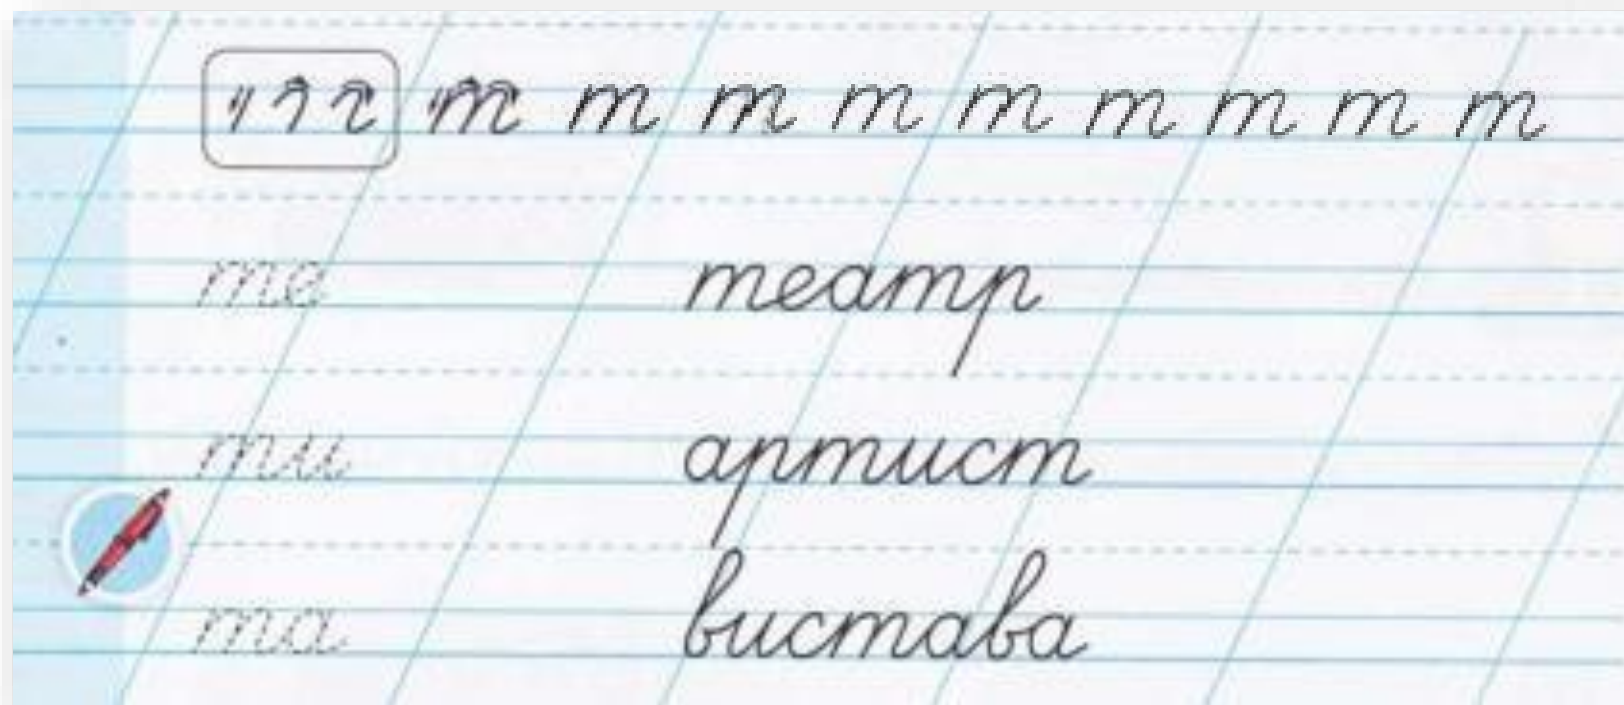 т т т т т т т т т
те театр
ти артист
та вистава